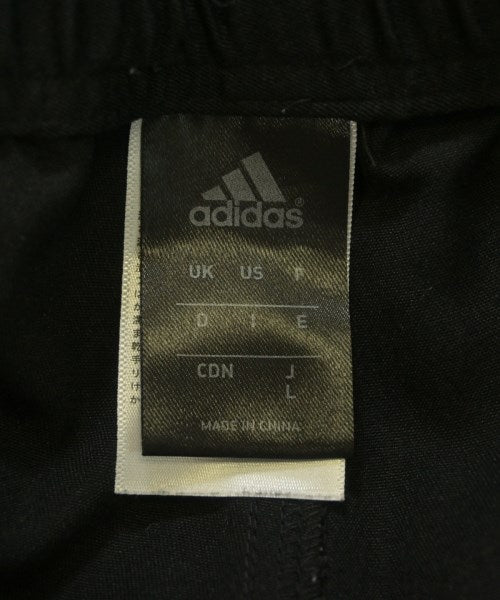 adidas®
UK US F
D I E
CDN J
L
MADE IN CHINA